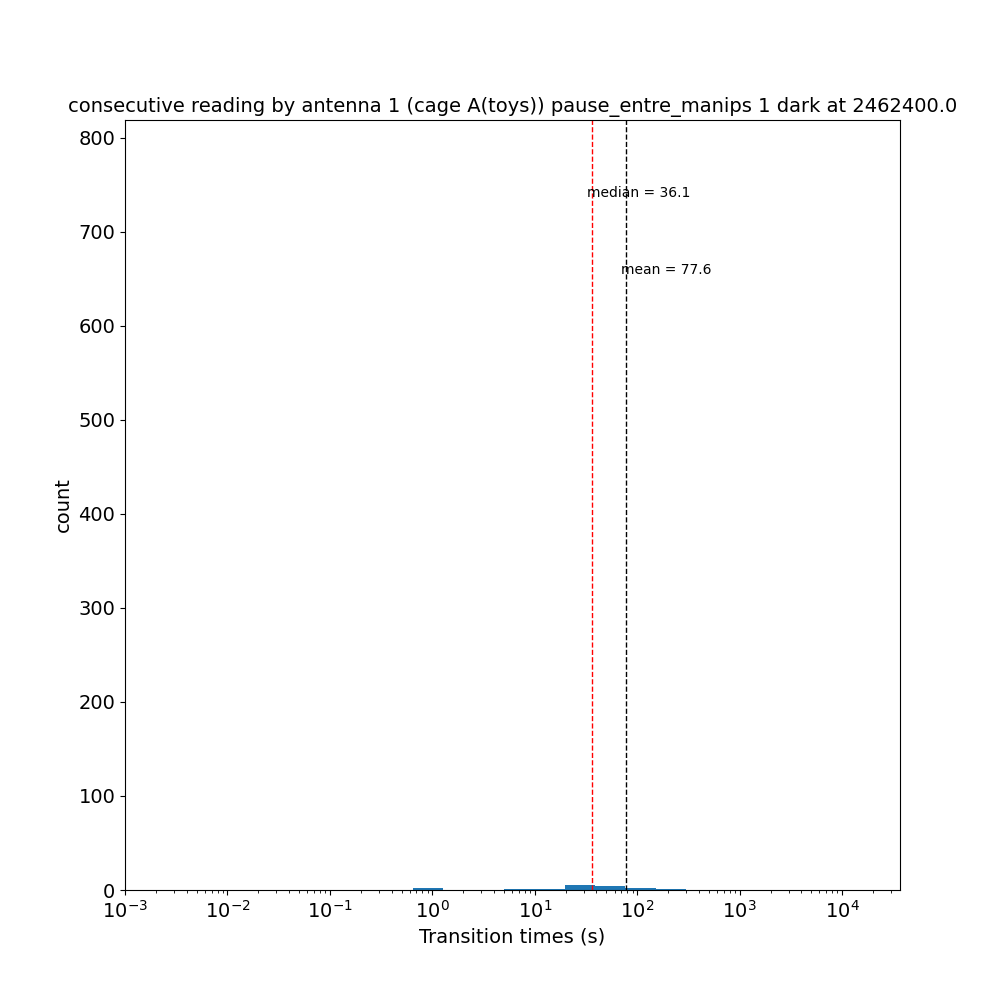 consecutive reading by antenna 1 (cage A(toys)) pause_entre_manips 1 dark at 2462400.0
800
median = 36.1
700
mean = 77.6
600
500
count
400
300
200
100
0
10⁻³ 10⁻² 10⁻¹ 10⁰ 10¹ 10² 10³ 10⁴
Transition times (s)